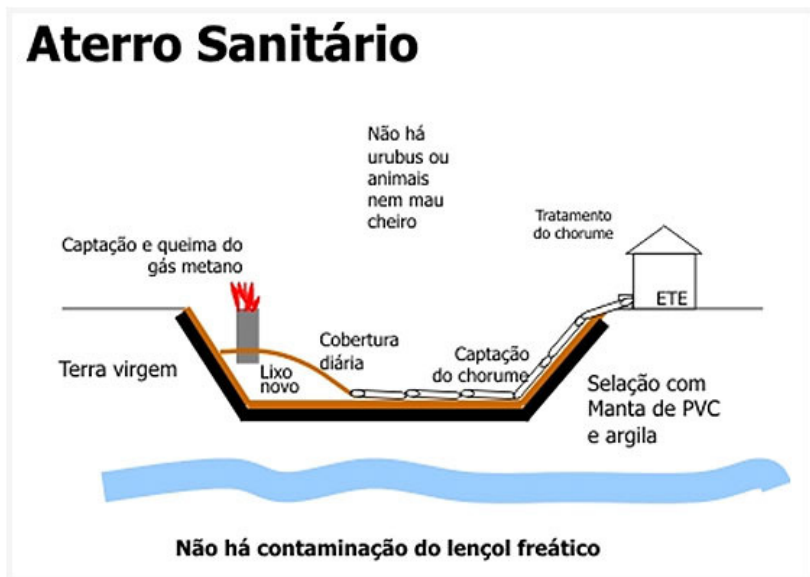 Aterro Sanitário
Não há
urubus ou
animais
nem mau
cheiro
Tratamento
do chorume
Captação e queima do
gás metano
ETE
Terra virgem
Lixo
novo
Cobertura
diária
Captação
do chorume
Selação com
Manta de PVC
e argila
Não há contaminação do lençol freático